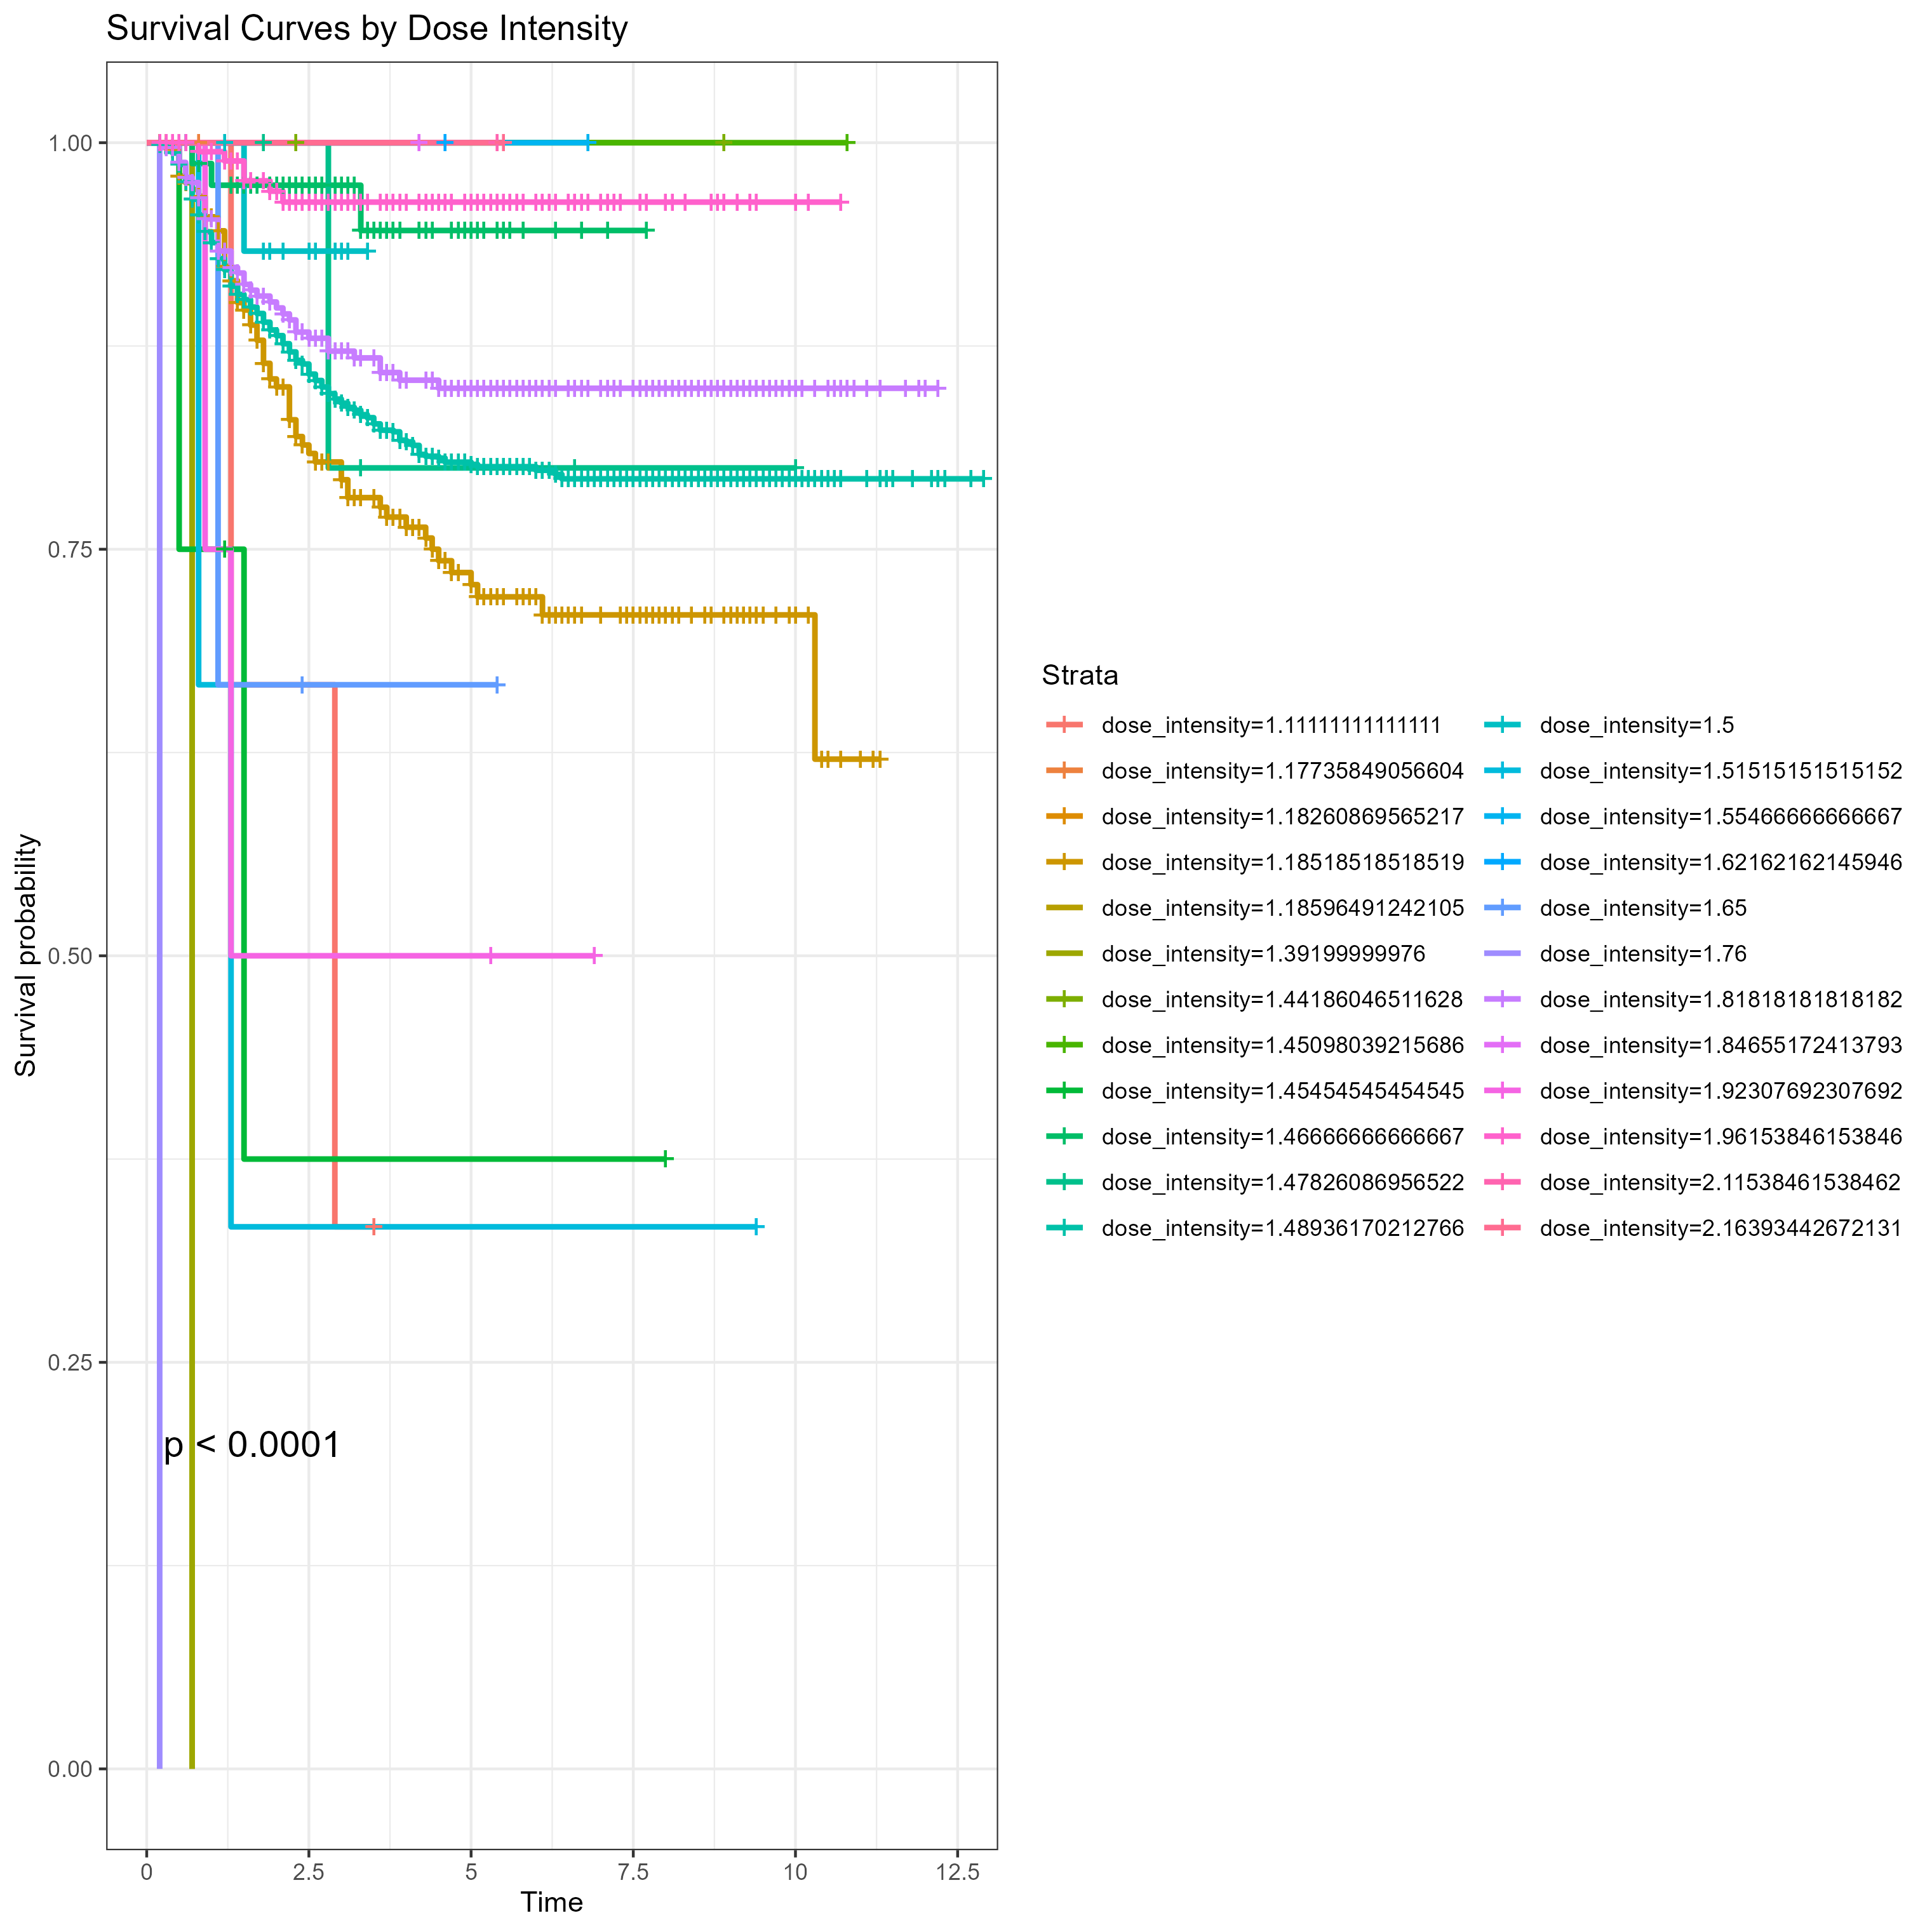 Survival Curves by Dose Intensity
1.00
0.75
0.50
0.25
0.00
Survival probability
p < 0.0001
0
2.5
5
7.5
10
12.5
Time
Strata
dose_intensity=1.11111111111111
dose_intensity=1.17735849056604
dose_intensity=1.18260869565217
dose_intensity=1.18518518518519
dose_intensity=1.18596491242105
dose_intensity=1.39199999976
dose_intensity=1.44186046511628
dose_intensity=1.45098039215686
dose_intensity=1.45454545454545
dose_intensity=1.46666666666667
dose_intensity=1.47826086956522
dose_intensity=1.48936170212766
dose_intensity=1.5
dose_intensity=1.51515151515152
dose_intensity=1.55466666666667
dose_intensity=1.62162162145946
dose_intensity=1.65
dose_intensity=1.76
dose_intensity=1.81818181818182
dose_intensity=1.84655172413793
dose_intensity=1.92307692307692
dose_intensity=1.96153846153846
dose_intensity=2.11538461538462
dose_intensity=2.16393442672131